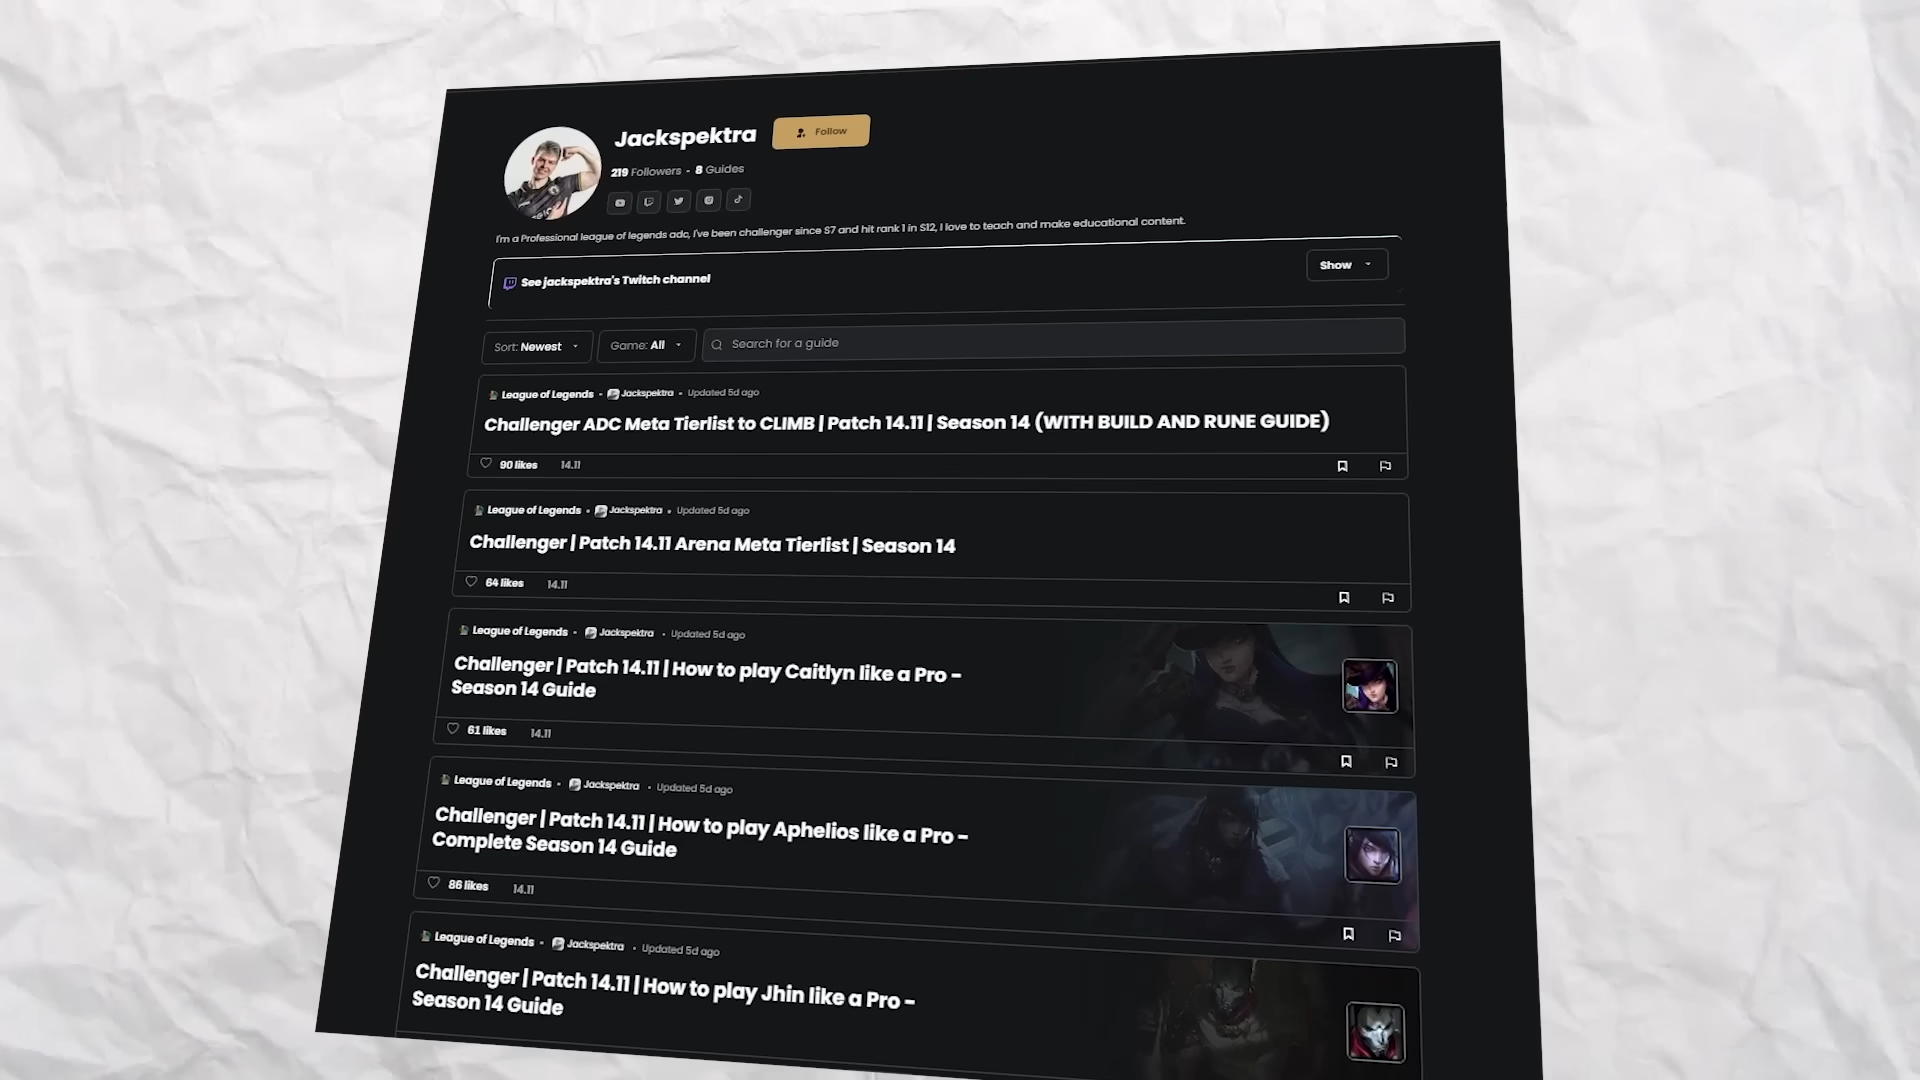 Jackspektra
Follow
219 Followers • 8 Guides
I'm a Professional league of legends adc, I've been challenger since S7 and hit rank 1 in S12, I love to teach and make educational content.
See jackspektra's Twitch channel
Show
Sort: Newest
Game: All
Search for a guide
League of Legends • Jackspektra • Updated 5d ago
Challenger ADC Meta Tierlist to CLIMB | Patch 14.11 | Season 14 (WITH BUILD AND RUNE GUIDE)
90 likes 14.11
League of Legends • Jackspektra • Updated 5d ago
Challenger | Patch 14.11 Arena Meta Tierlist | Season 14
64 likes 14.11
League of Legends • Jackspektra • Updated 5d ago
Challenger | Patch 14.11 | How to play Caitlyn like a Pro -
Season 14 Guide
61 likes 14.11
League of Legends • Jackspektra • Updated 5d ago
Challenger | Patch 14.11 | How to play Aphelios like a Pro -
Complete Season 14 Guide
86 likes 14.11
League of Legends • Jackspektra • Updated 5d ago
Challenger | Patch 14.11 | How to play Jhin like a Pro -
Season 14 Guide